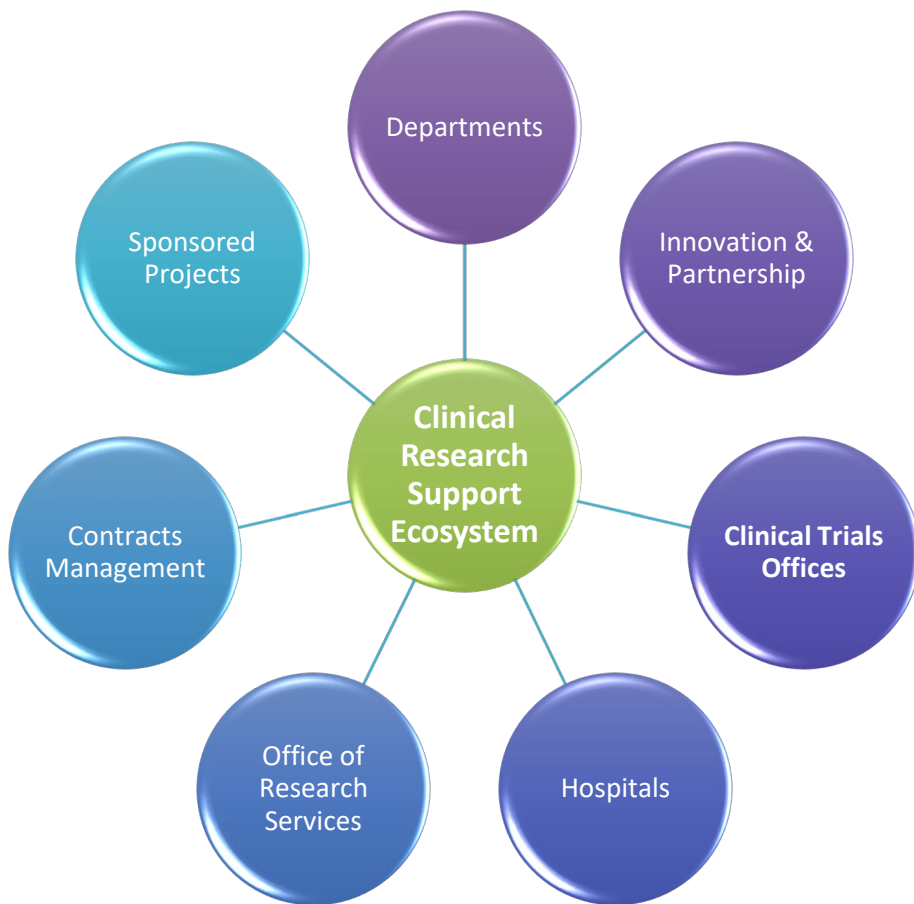 Departments
Sponsored
Projects
Innovation &
Partnership
Clinical
Research
Support
Ecosystem
Contracts
Management
Clinical Trials
Offices
Office of
Research
Services
Hospitals